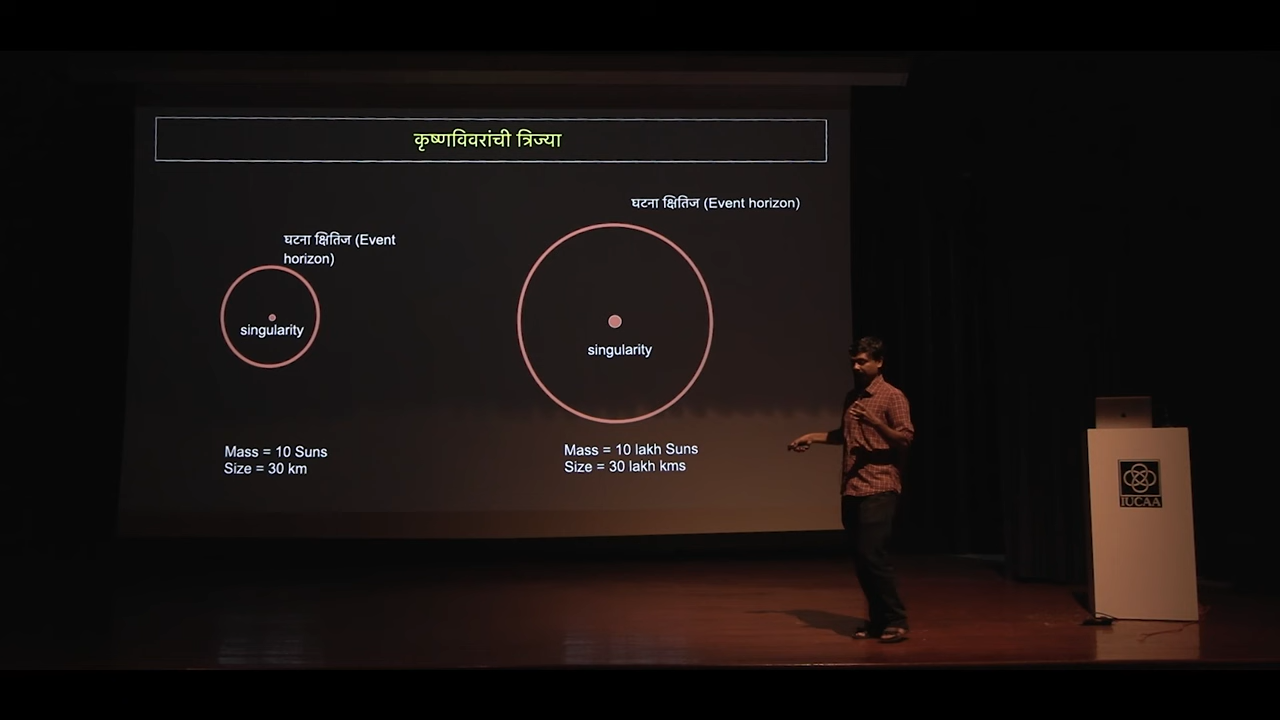 कृष्णविवरांची त्रिज्या
घटना क्षितिज (Event
horizon)
singularity
Mass = 10 Suns
Size = 30 km
घटना क्षितिज (Event horizon)
singularity
Mass = 10 lakh Suns
Size = 30 lakh kms
IUCAA